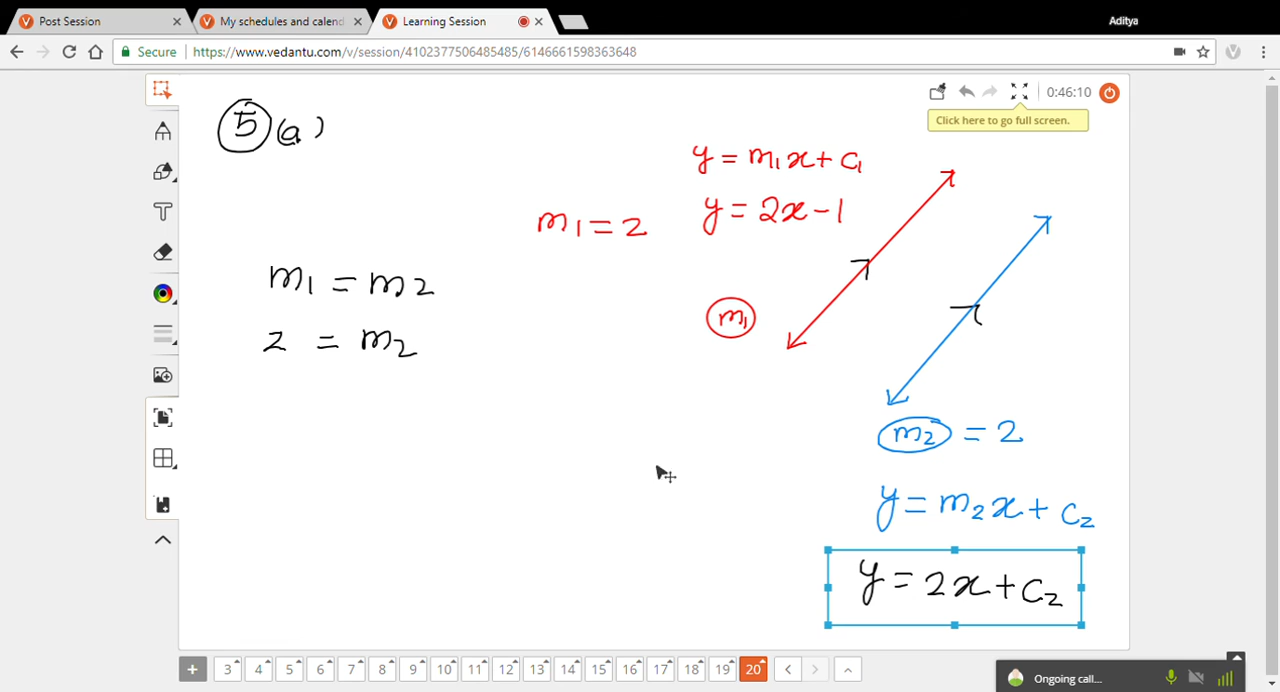 Post Session
My schedules and calend
Learning Session
Aditya
Secure
https://www.vedantu.com/v/session/4102377506485485/6146661598363648
0:46:10
Click here to go full screen.
5 (a)
y = m1x + c1
m1 = 2
y = 2x - 1
m1 = m2
m1
2 = m2
m2 = 2
y = m2x + c2
y = 2x + c2
+ 3 4 5 6 7 8 9 10 11 12 13 14 15 16 17 18 19 20
Ongoing call...